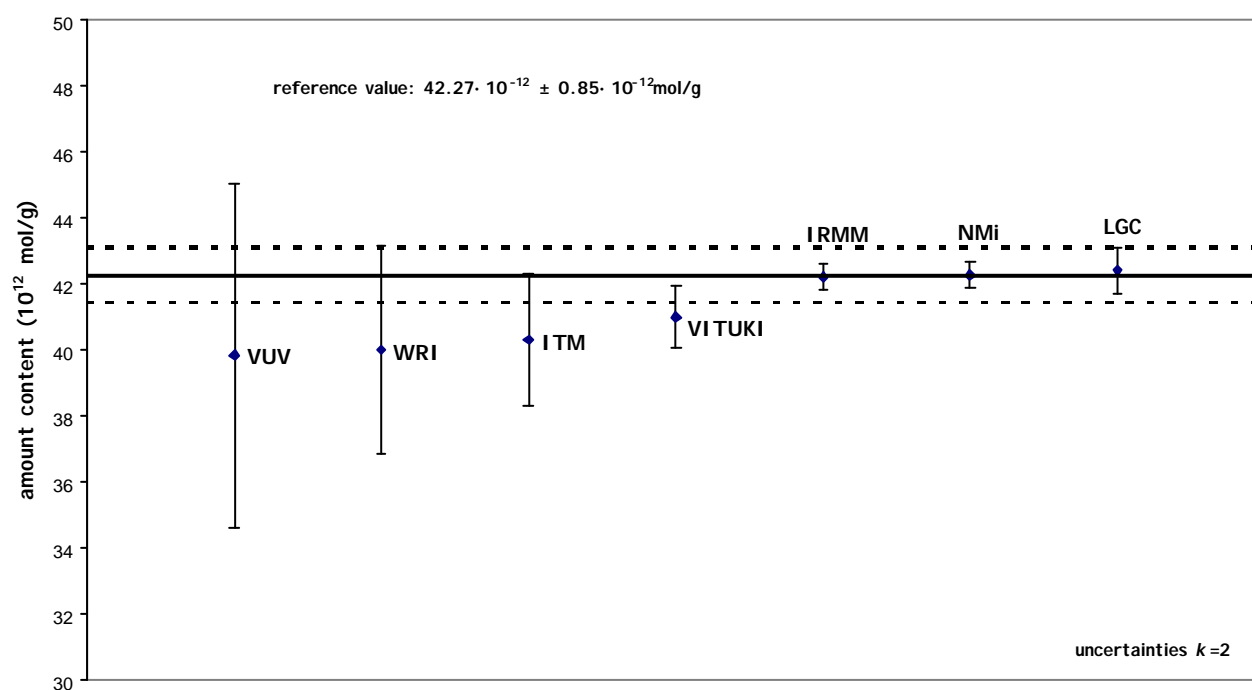 50
reference value: 42.27· 10⁻¹² ± 0.85· 10⁻¹²mol/g
48
46
44
42
40
38
36
34
32
30
amount content (10¹² mol/g)
IRMM
NMi
LGC
VITUKI
ITM
WRI
VUV
uncertainties k=2